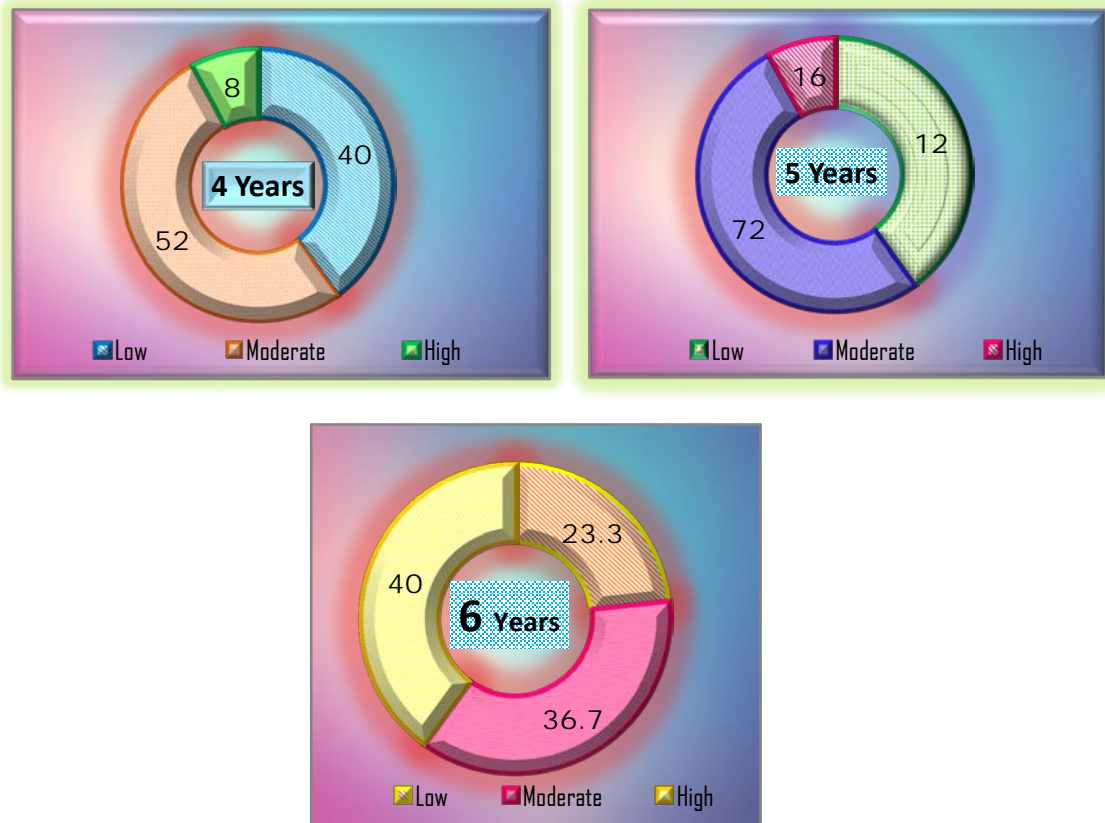 8
40
4 Years
52
Low Moderate High
16
12
5 Years
72
Low Moderate High
23.3
40
6 Years
36.7
Low Moderate High